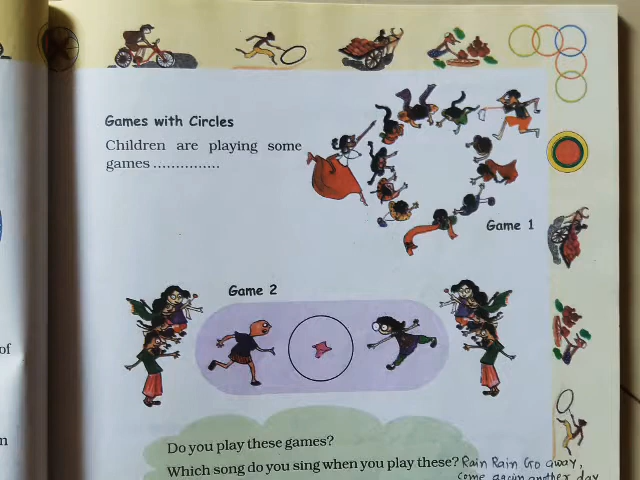 Games with Circles
Children are playing some
games ...............
Game 1
Game 2
of
n
Do you play these games?
Which song do you sing when you play these? Rain Rain Go away,
come again another day